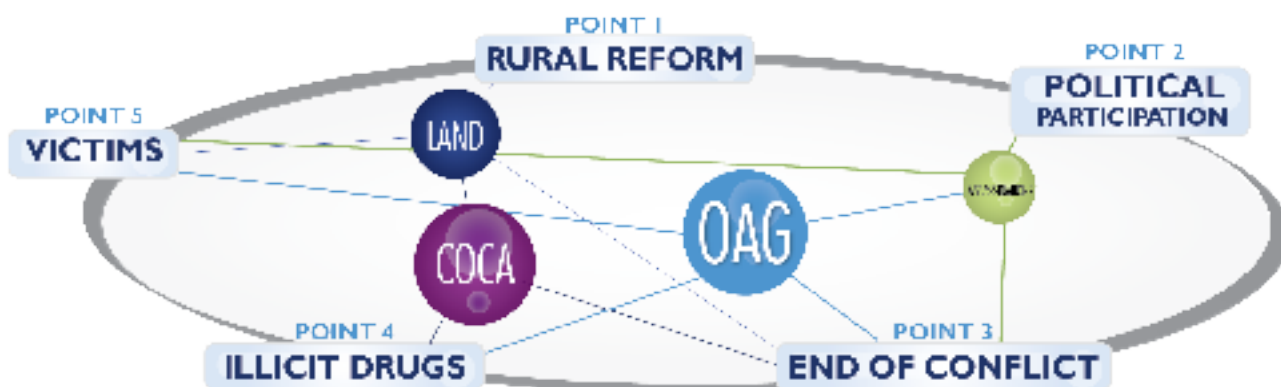 POINT 1
RURAL REFORM
POINT 2
POLITICAL
PARTICIPATION
POINT 5
VICTIMS
LAND
OAG
COCA
POINT 4
ILLICIT DRUGS
POINT 3
END OF CONFLICT